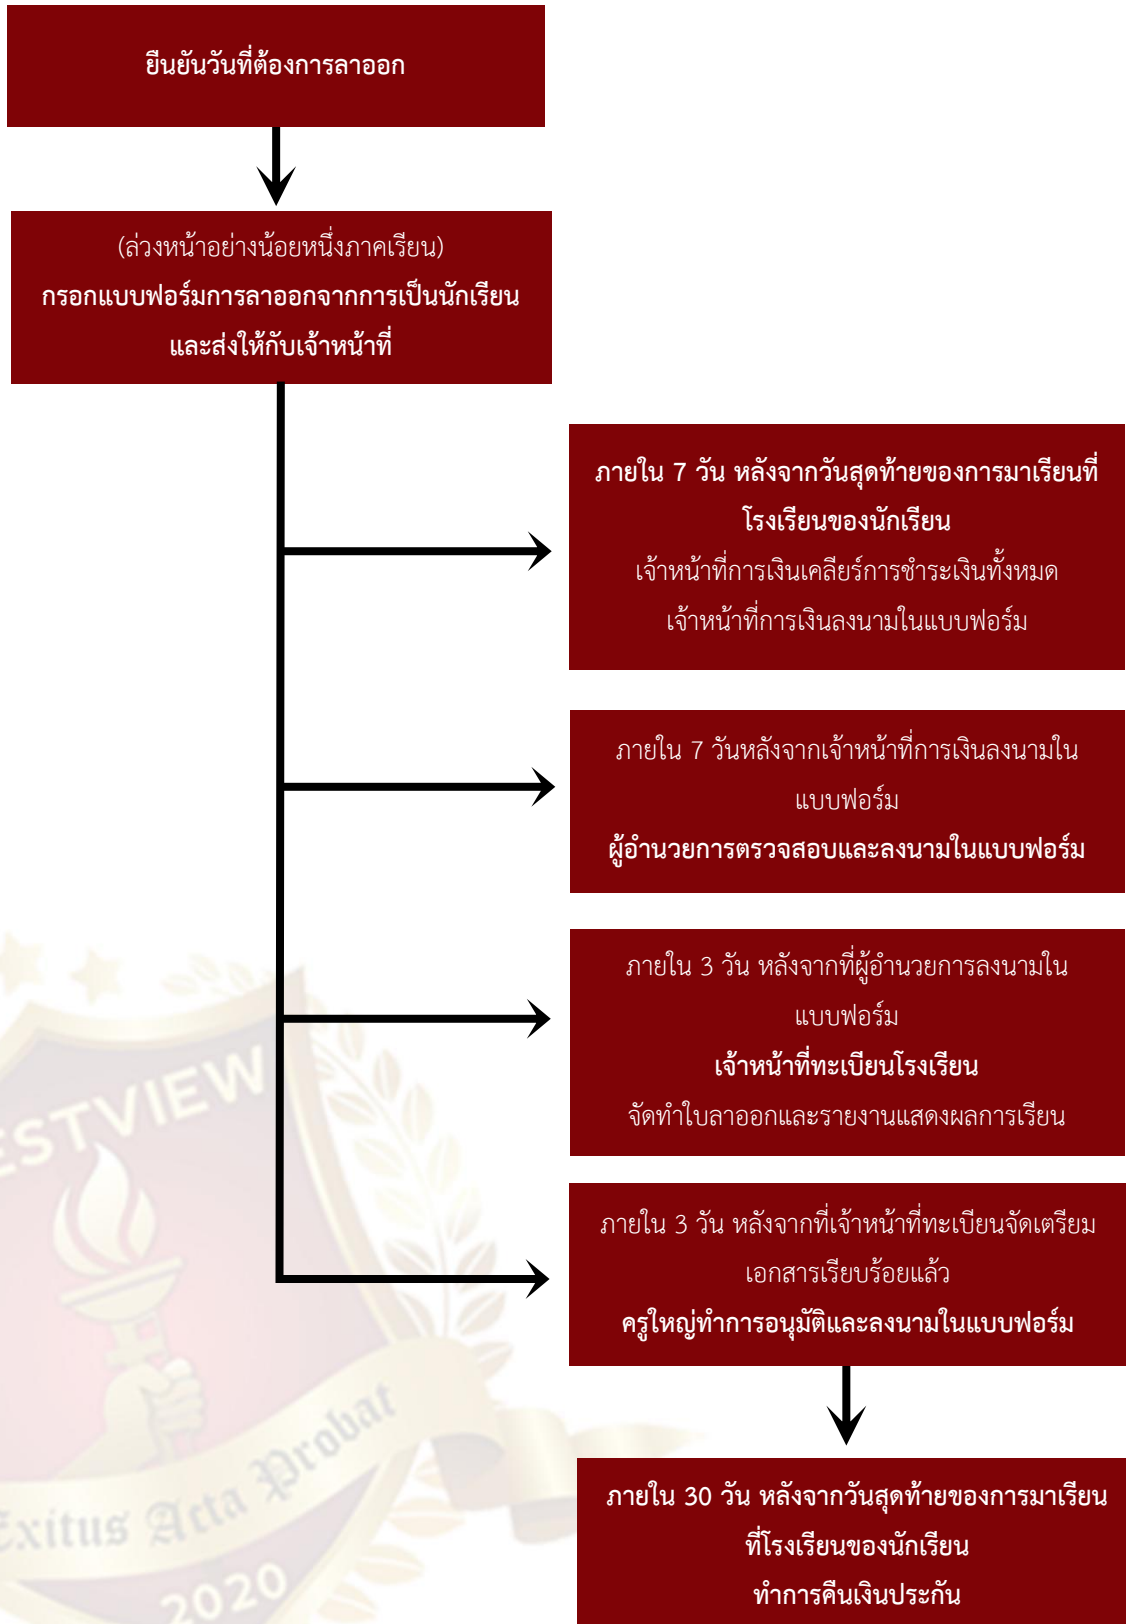 ยืนยันวันที่ต้องการลาออก
(ล่วงหน้าอย่างน้อยหนึ่งภาคเรียน)
กรอกแบบฟอร์มการลาออกจากการเป็นนักเรียน
และส่งให้กับเจ้าหน้าที่
ภายใน 7 วัน หลังจากวันสุดท้ายของการมาเรียนที่
โรงเรียนของนักเรียน
เจ้าหน้าที่การเงินเคลียร์การชำระเงินทั้งหมด
เจ้าหน้าที่การเงินลงนามในแบบฟอร์ม
ภายใน 7 วันหลังจากเจ้าหน้าที่การเงินลงนามใน
แบบฟอร์ม
ผู้อำนวยการตรวจสอบและลงนามในแบบฟอร์ม
ภายใน 3 วัน หลังจากที่ผู้อำนวยการลงนามใน
แบบฟอร์ม
เจ้าหน้าที่ทะเบียนโรงเรียน
จัดทำใบลาออกและรายงานแสดงผลการเรียน
ภายใน 3 วัน หลังจากที่เจ้าหน้าที่ทะเบียนจัดเตรียม
เอกสารเรียบร้อยแล้ว
ครูใหญ่ทำการอนุมัติและลงนามในแบบฟอร์ม
ภายใน 30 วัน หลังจากวันสุดท้ายของการมาเรียน
ที่โรงเรียนของนักเรียน
ทำการคืนเงินประกัน
ESTVIEW
Exitus Acta Probat
2020